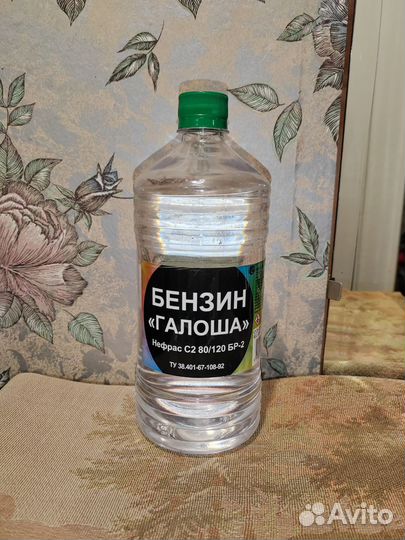 БЕНЗИН
«ГАЛОША»
Нефрас С2 80/120 БР-2
ТУ 38.401-67-108-92
Avito